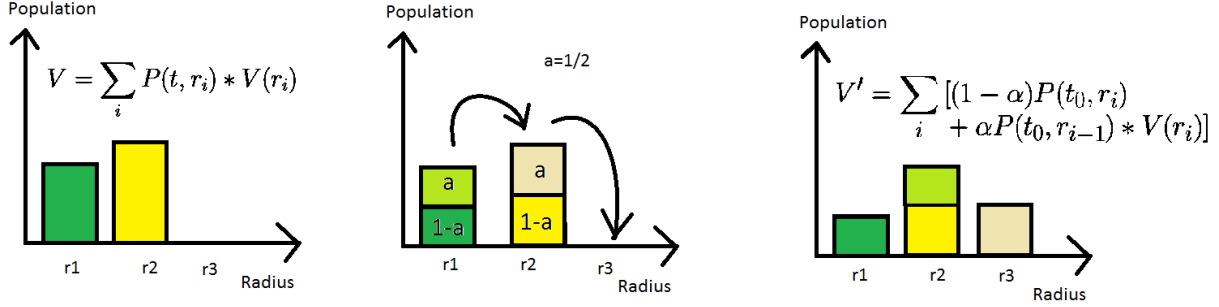 Population
V = ∑_i P(t, r_i) * V(r_i)
r1 r2 r3
Radius
Population
a=1/2
a a
1-a 1-a
r1 r2 r3
Radius
Population
V′ = ∑_i [(1 − α)P(t_0, r_i)
+ αP(t_0, r_{i−1}) * V(r_i)]
r1 r2 r3
Radius